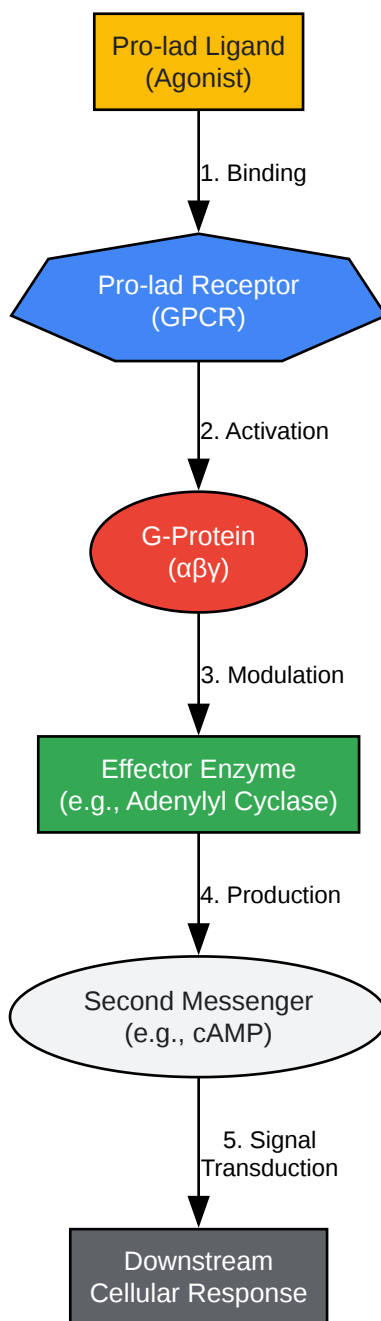 Pro-lad Ligand
(Agonist)
1. Binding
Pro-lad Receptor
(GPCR)
2. Activation
G-Protein
(αβγ)
3. Modulation
Effector Enzyme
(e.g., Adenylyl Cyclase)
4. Production
Second Messenger
(e.g., cAMP)
5. Signal
Transduction
Downstream
Cellular Response